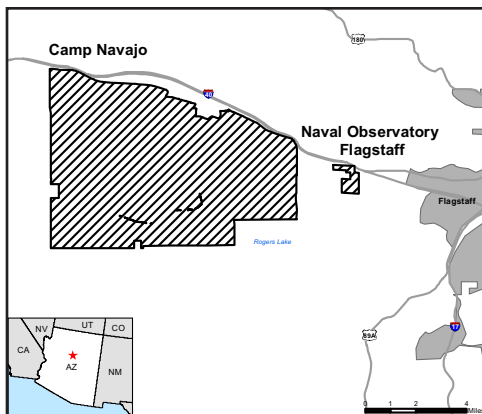 180
Camp Navajo
40
Naval Observatory
Flagstaff
Flagstaff
Rogers Lake
NV
UT
CO
CA
AZ
NM
89A
17
0 1 2 4
Miles